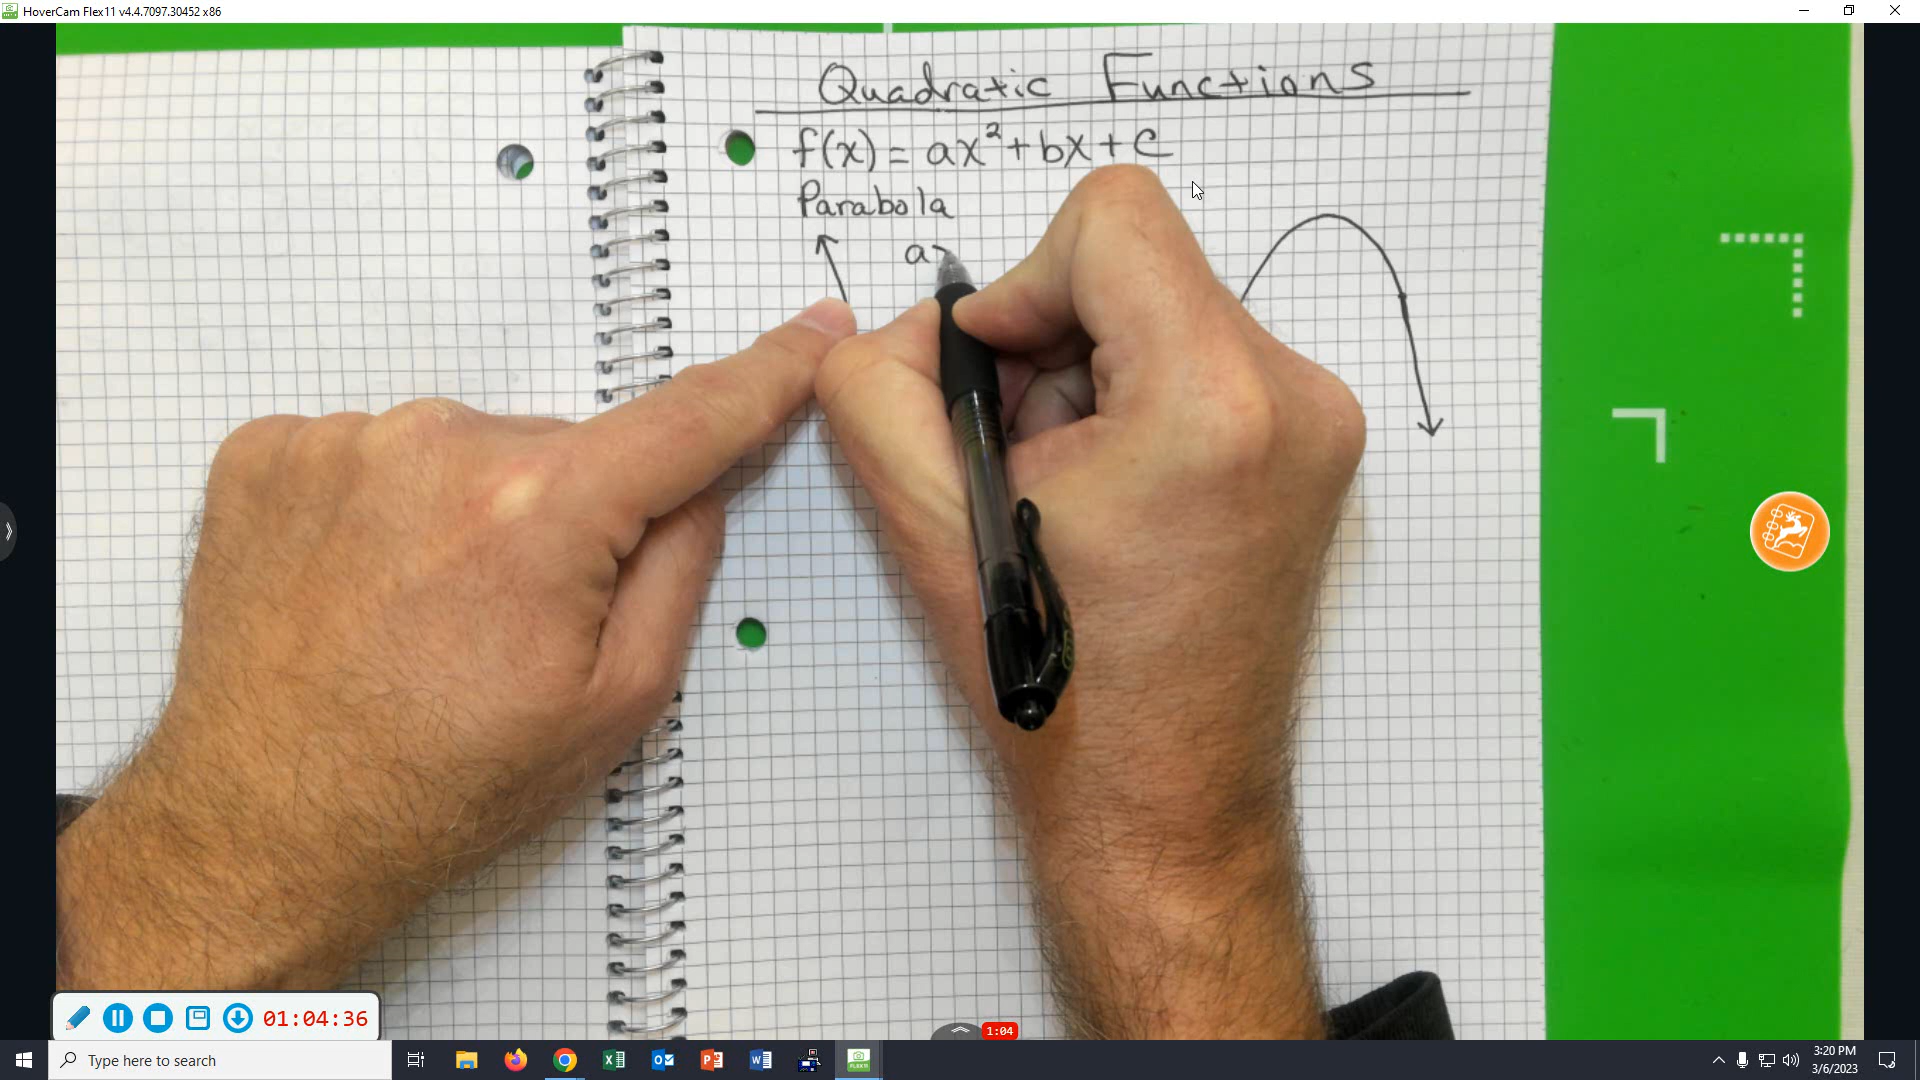 HoverCam Flex11 v4.4.7097.30452 x86
Quadratic Functions
f(x) = ax²+bx+c
Parabola
a>
01:04:36
1:04
Type here to search
3:20 PM
3/6/2023